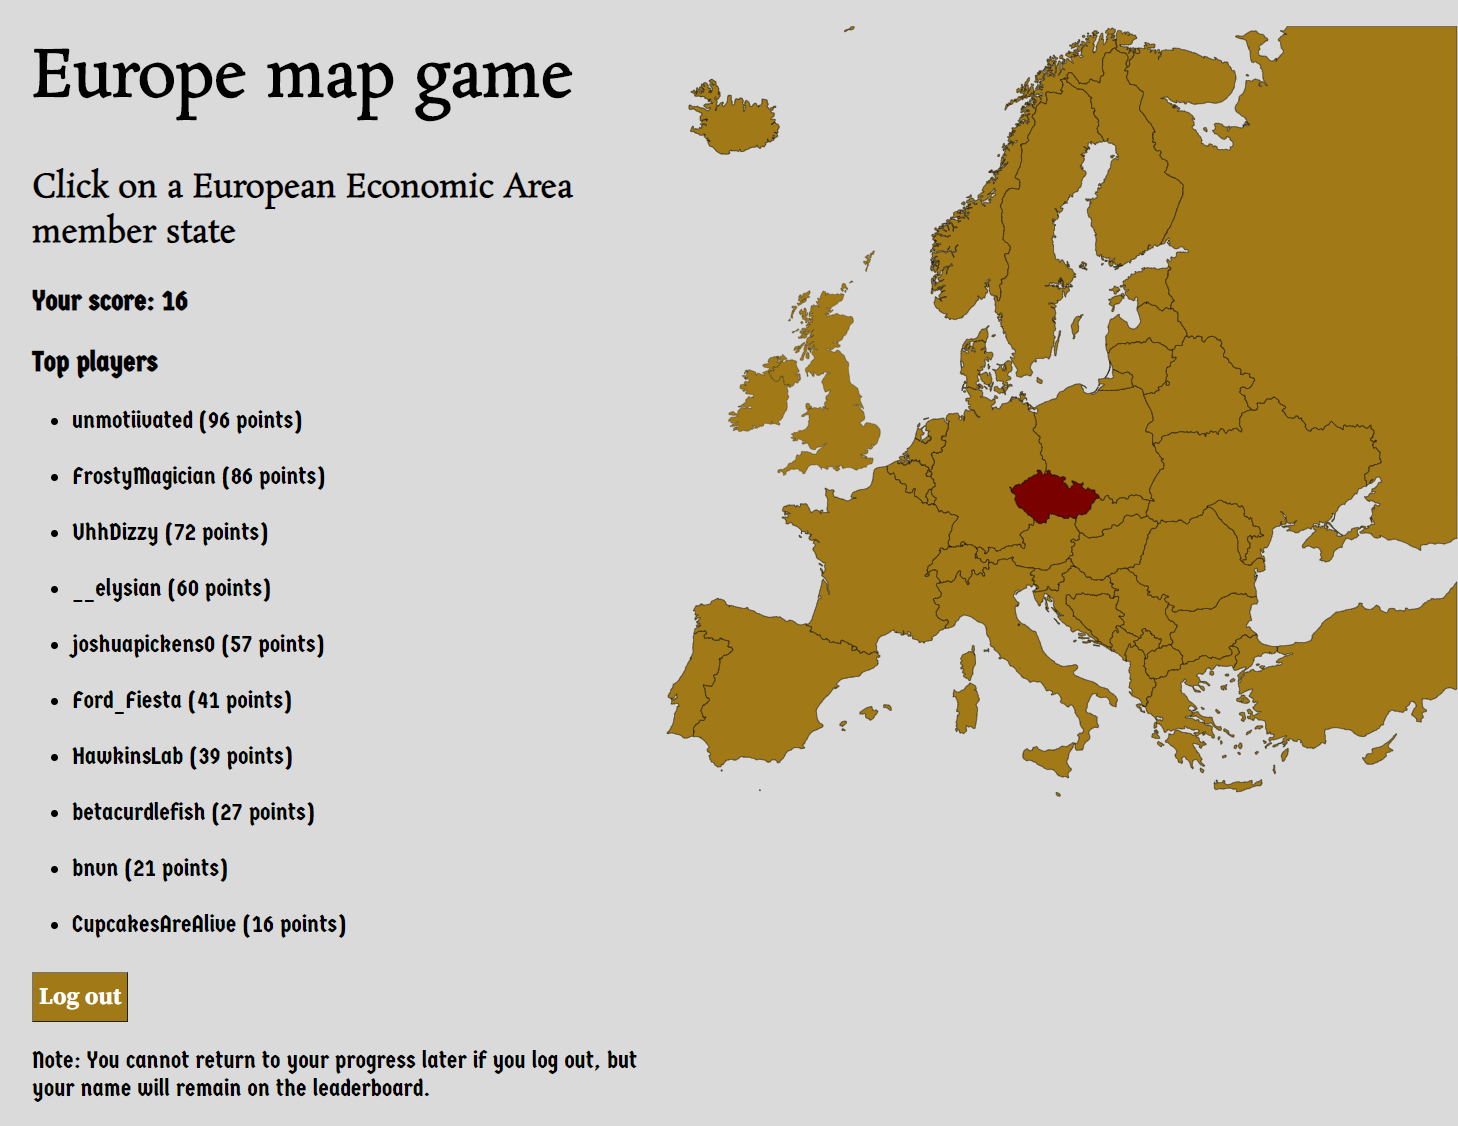 Europe map game
Click on a European Economic Area
member state
Your score: 16
Top players
unmotiivated (96 points)
FrostyMagician (86 points)
UhhDizzy (72 points)
__elysian (60 points)
joshuapickens0 (57 points)
Ford_Fiesta (41 points)
HawkinsLab (39 points)
betacurdlefish (27 points)
bnvn (21 points)
CupcakesAreAlive (16 points)
Log out
Note: You cannot return to your progress later if you log out, but
your name will remain on the leaderboard.